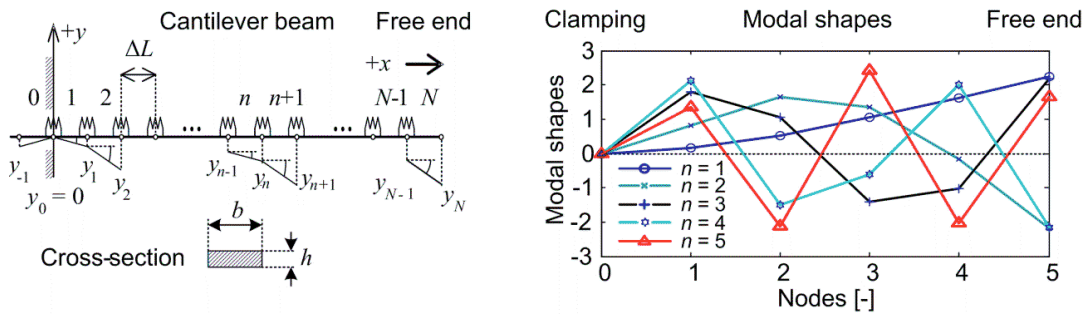 Cantilever beam
Free end
+y
ΔL
+x
0
1
2
n
n+1
N-1
N
y-1
y0 = 0
y1
y2
yn-1
yn
yn+1
yN-1
yN
b
Cross-section
h
Clamping
Modal shapes
Free end
Modal shapes
3
2
1
0
-1
-2
-3
n = 1
n = 2
n = 3
n = 4
n = 5
0
1
2
3
4
5
Nodes [-]